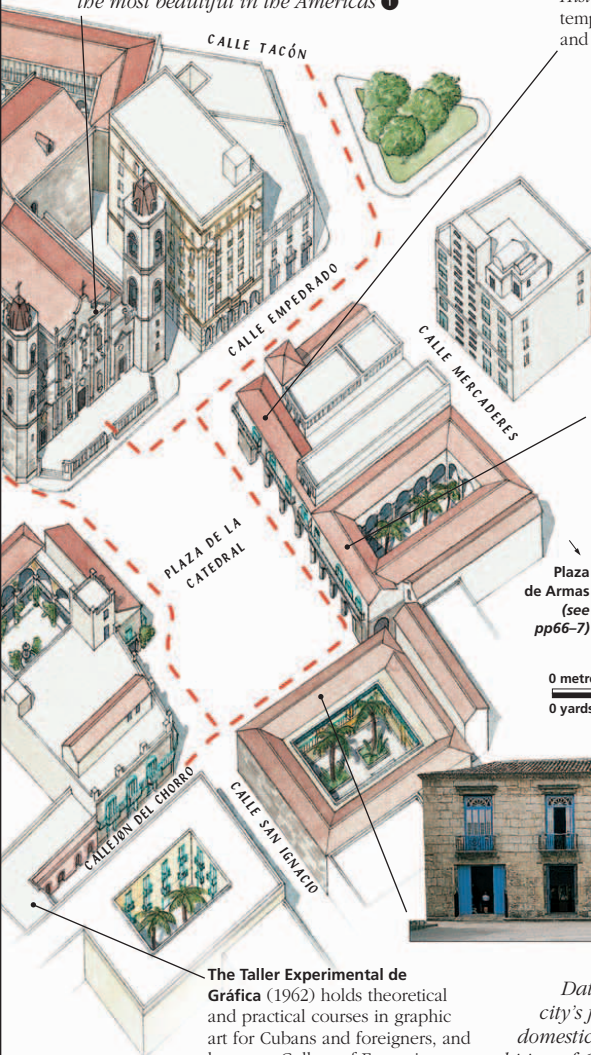 the most beautiful in the Americas 1
temp
and
CALLE TACÓN
CALLE EMPEDRADO
CALLE MERCADERES
PLAZA DE LA
CATEDRAL
Plaza
de Armas
(see
pp66–7)
0 metre
0 yards
CALLEJÓN DEL CHORRO
CALLE SAN IGNACIO
The Taller Experimental de
Gráfica (1962) holds theoretical
and practical courses in graphic
art for Cubans and foreigners, and
Dat
city's f
domestic